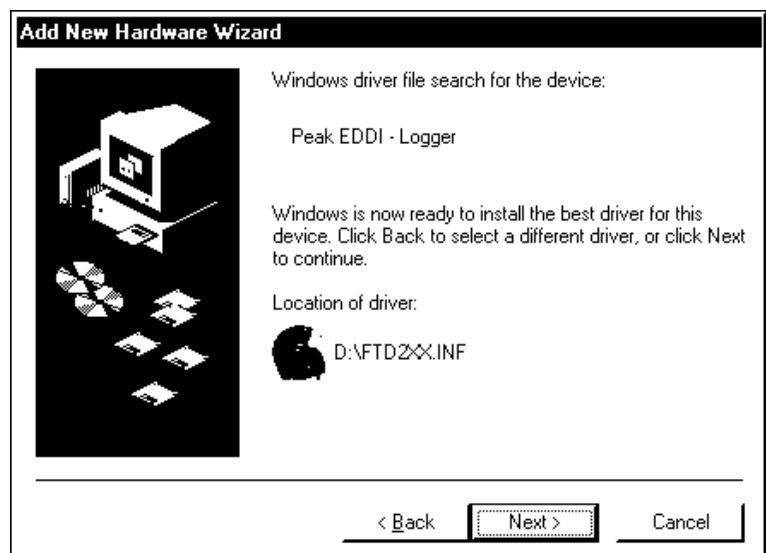 Add New Hardware Wizard
Windows driver file search for the device:
Peak EDDI - Logger
Windows is now ready to install the best driver for this
device. Click Back to select a different driver, or click Next
to continue.
Location of driver:
D:\FTD2XX.INF
< Back
Next >
Cancel